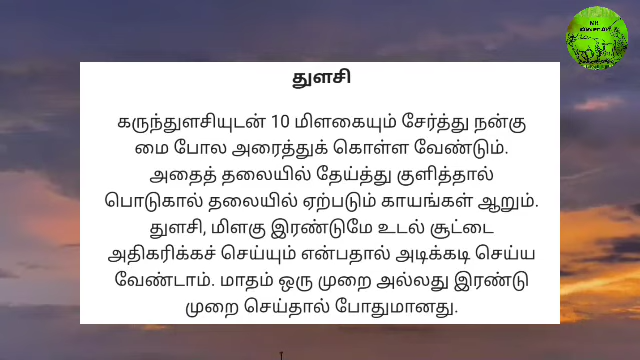 துளசி
கருந்துளசியுடன் 10 மிளகையும் சேர்த்து நன்கு
மை போல அரைத்துக் கொள்ள வேண்டும்.
அதைத் தலையில் தேய்த்து குளித்தால்
பொடுகால் தலையில் ஏற்படும் காயங்கள் ஆறும்.
துளசி, மிளகு இரண்டுமே உடல் சூட்டை
அதிகரிக்கச் செய்யும் என்பதால் அடிக்கடி செய்ய
வேண்டாம். மாதம் ஒரு முறை அல்லது இரண்டு
முறை செய்தால் போதுமானது.